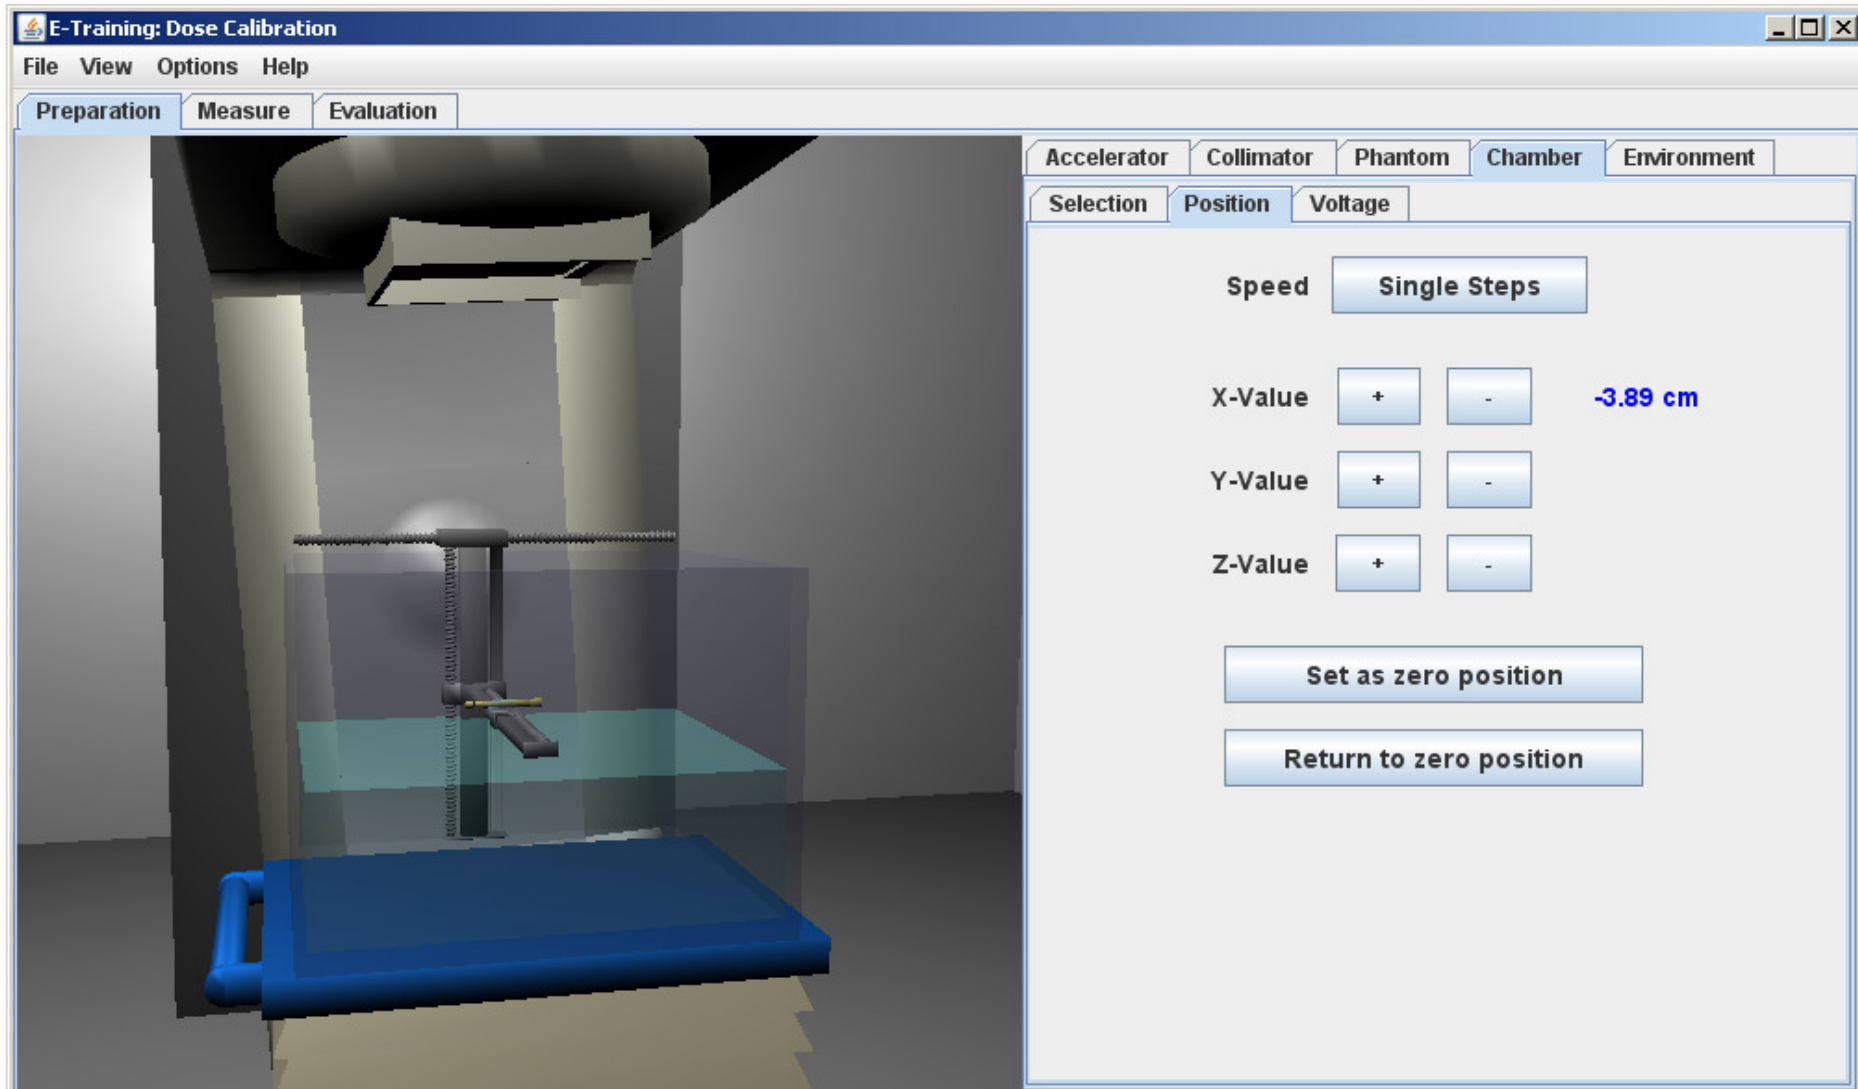 E-Training: Dose Calibration
File View Options Help
Preparation Measure Evaluation
Accelerator Collimator Phantom Chamber Environment
Selection Position Voltage
Speed Single Steps
X-Value + - -3.89 cm
Y-Value + -
Z-Value + -
Set as zero position
Return to zero position